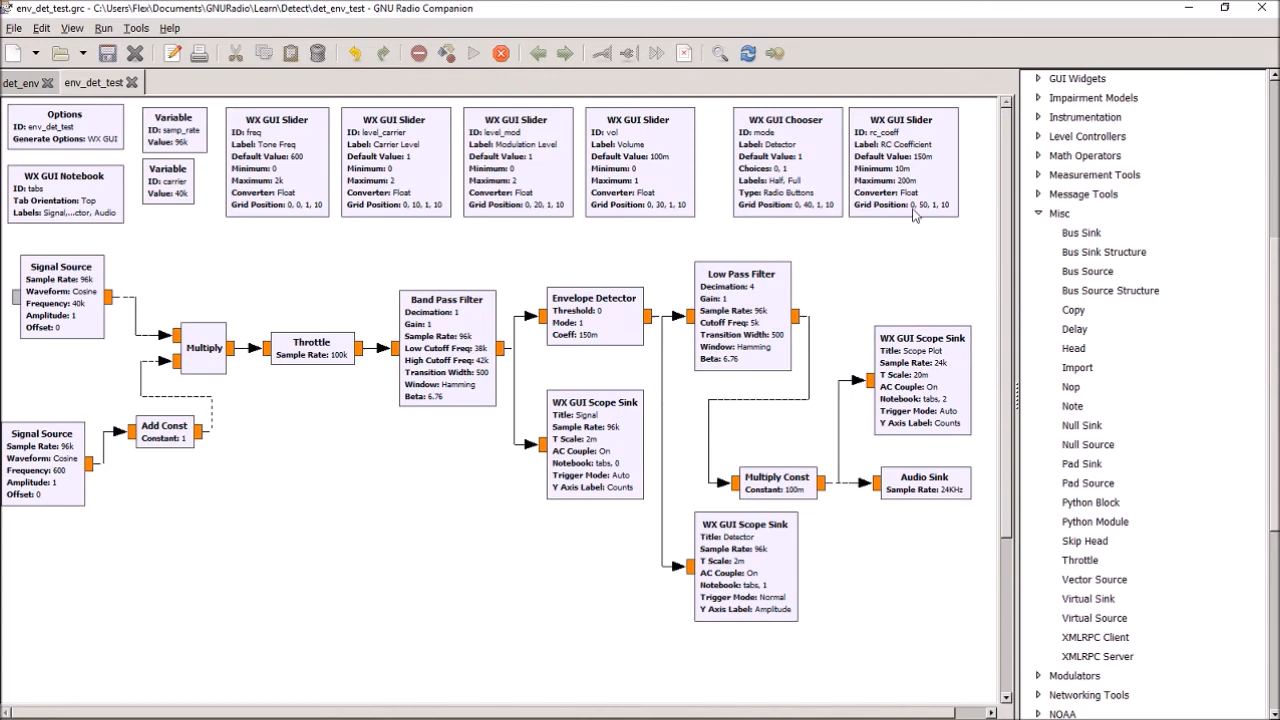 env_det_test.grc - C:\Users\Flex\Documents\GNURadio\Learn\Detect\det_env_test - GNU Radio Companion
File Edit View Run Tools Help
det_env
env_det_test
Options
ID: env_det_test
Generate Options: WX GUI
Variable
ID: samp_rate
Value: 96k
WX GUI Slider
ID: freq
Label: Tone Freq
Default Value: 600
Minimum: 0
Maximum: 2k
Converter: Float
Grid Position: 0, 0, 1, 10
WX GUI Slider
ID: level_carrier
Label: Carrier Level
Default Value: 1
Minimum: 0
Maximum: 2
Converter: Float
Grid Position: 0, 10, 1, 10
WX GUI Slider
ID: level_mod
Label: Modulation Level
Default Value: 1
Minimum: 0
Maximum: 2
Converter: Float
Grid Position: 0, 20, 1, 10
WX GUI Slider
ID: vol
Label: Volume
Default Value: 100m
Minimum: 0
Maximum: 1
Converter: Float
Grid Position: 0, 30, 1, 10
WX GUI Chooser
ID: mode
Label: Detector
Default Value: 1
Choices: 0, 1
Labels: Half, Full
Type: Radio Buttons
Grid Position: 0, 40, 1, 10
WX GUI Slider
ID: rc_coeff
Label: RC Coefficient
Default Value: 150m
Minimum: 10m
Maximum: 200m
Converter: Float
Grid Position: 0, 50, 1, 10
WX GUI Notebook
ID: tabs
Tab Orientation: Top
Labels: Signal,...ctor, Audio
Variable
ID: carrier
Value: 40k
Signal Source
Sample Rate: 96k
Waveform: Cosine
Frequency: 40k
Amplitude: 1
Offset: 0
Multiply
Throttle
Sample Rate: 100k
Band Pass Filter
Decimation: 1
Gain: 1
Sample Rate: 96k
Low Cutoff Freq: 38k
High Cutoff Freq: 42k
Transition Width: 500
Window: Hamming
Beta: 6.76
Envelope Detector
Threshold: 0
Mode: 1
Coeff: 150m
Low Pass Filter
Decimation: 4
Gain: 1
Sample Rate: 96k
Cutoff Freq: 5k
Transition Width: 500
Window: Hamming
Beta: 6.76
WX GUI Scope Sink
Title: Scope Plot
Sample Rate: 24k
T Scale: 20m
AC Couple: On
Notebook: tabs, 2
Trigger Mode: Auto
Y Axis Label: Counts
Signal Source
Sample Rate: 96k
Waveform: Cosine
Frequency: 600
Amplitude: 1
Offset: 0
Add Const
Constant: 1
WX GUI Scope Sink
Title: Signal
Sample Rate: 96k
T Scale: 2m
AC Couple: On
Notebook: tabs, 0
Trigger Mode: Auto
Y Axis Label: Counts
Multiply Const
Constant: 100m
Audio Sink
Sample Rate: 24KHz
WX GUI Scope Sink
Title: Detector
Sample Rate: 96k
T Scale: 2m
AC Couple: On
Notebook: tabs, 1
Trigger Mode: Normal
Y Axis Label: Amplitude
GUI Widgets
Impairment Models
Instrumentation
Level Controllers
Math Operators
Measurement Tools
Message Tools
Misc
Bus Sink
Bus Sink Structure
Bus Source
Bus Source Structure
Copy
Delay
Head
Import
Nop
Note
Null Sink
Null Source
Pad Sink
Pad Source
Python Block
Python Module
Skip Head
Throttle
Vector Source
Virtual Sink
Virtual Source
XMLRPC Client
XMLRPC Server
Modulators
Networking Tools
NOAA